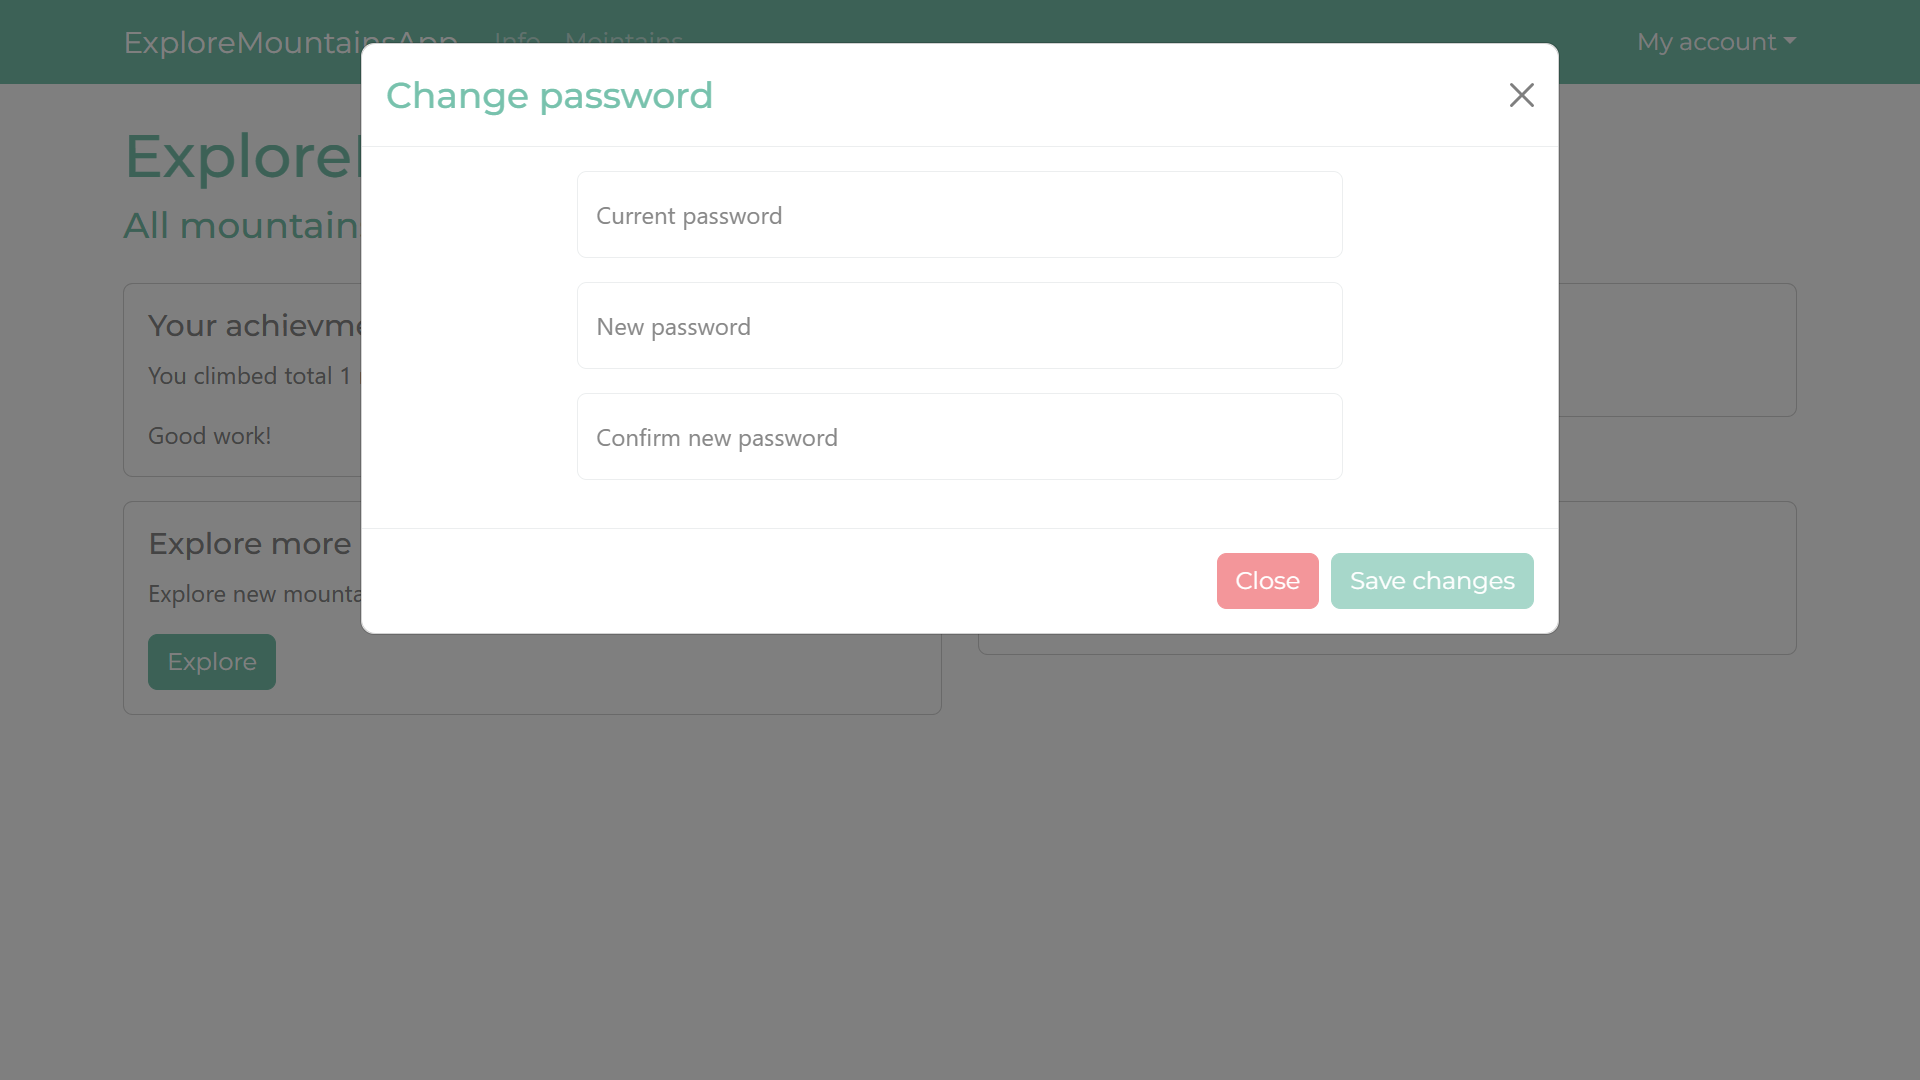 ExploreMountainsApp Info Mointains My account
Change password
Explore
All mountain
Current password
New password
Confirm new password
Your achievme
You climbed total 1
Good work!
Explore more
Explore new mounta
Close Save changes
Explore